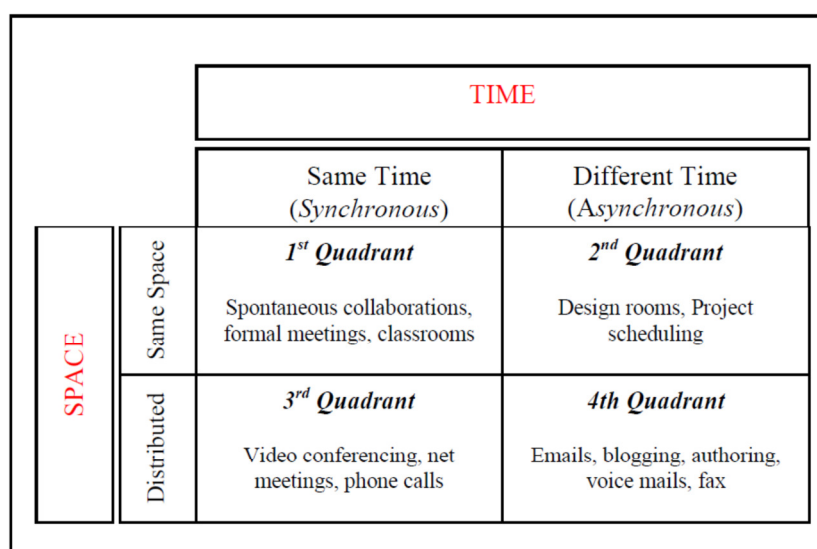 TIME
Same Time
(Synchronous)
Different Time
(Asynchronous)
SPACE
Same Space
1st Quadrant
Spontaneous collaborations,
formal meetings, classrooms
2nd Quadrant
Design rooms, Project
scheduling
Distributed
3rd Quadrant
Video conferencing, net
meetings, phone calls
4th Quadrant
Emails, blogging, authoring,
voice mails, fax